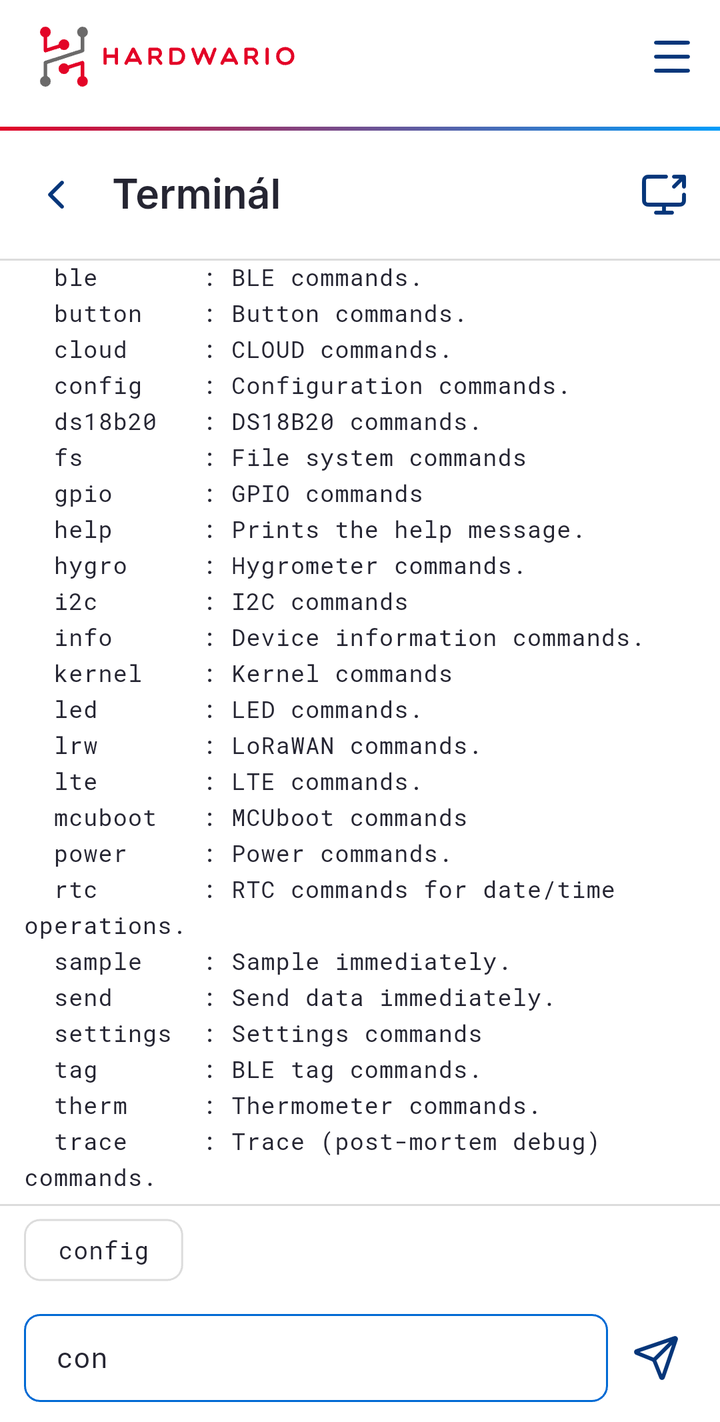 HARDWARIO
Terminál
ble : BLE commands.
button : Button commands.
cloud : CLOUD commands.
config : Configuration commands.
ds18b20 : DS18B20 commands.
fs : File system commands
gpio : GPIO commands
help : Prints the help message.
hygro : Hygrometer commands.
i2c : I2C commands
info : Device information commands.
kernel : Kernel commands
led : LED commands.
lrw : LoRaWAN commands.
lte : LTE commands.
mcuboot : MCUboot commands
power : Power commands.
rtc : RTC commands for date/time
operations.
sample : Sample immediately.
send : Send data immediately.
settings : Settings commands
tag : BLE tag commands.
therm : Thermometer commands.
trace : Trace (post-mortem debug)
commands.
config
con